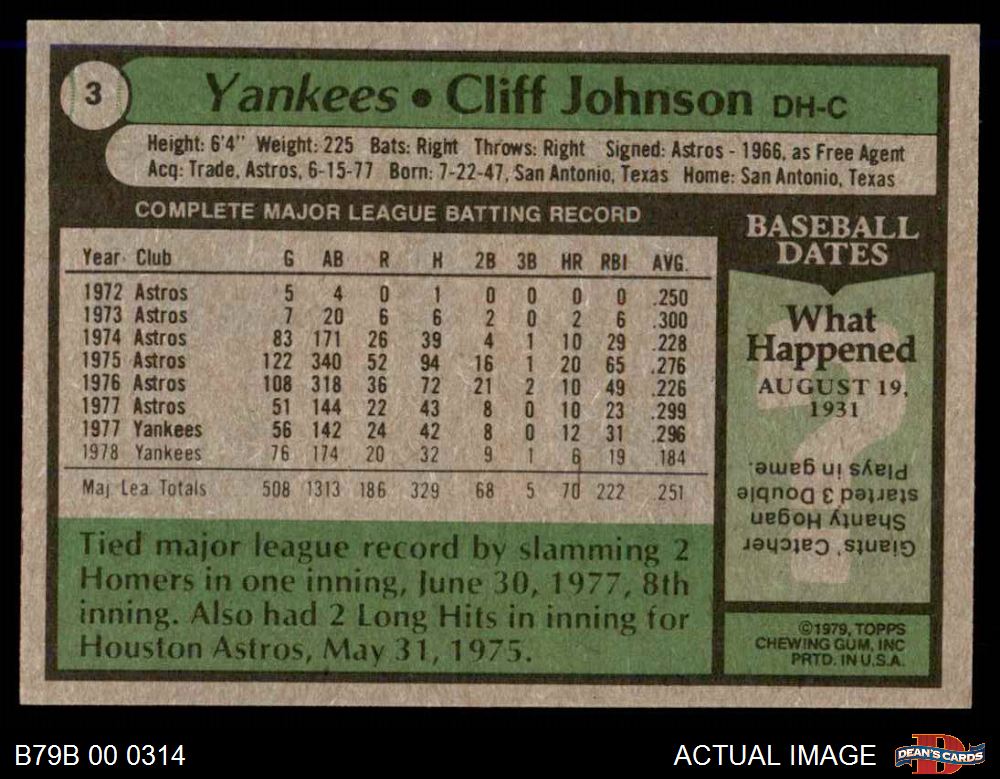 3
Yankees • Cliff Johnson DH-C
Height: 6'4" Weight: 225 Bats: Right Throws: Right Signed: Astros - 1966, as Free Agent
Acq: Trade, Astros, 6-15-77 Born: 7-22-47, San Antonio, Texas Home: San Antonio, Texas
COMPLETE MAJOR LEAGUE BATTING RECORD
Year Club G AB R H 2B 3B HR RBI AVG.
1972 Astros 5 4 0 1 0 0 0 0 .250
1973 Astros 7 20 6 6 2 0 2 6 .300
1974 Astros 83 171 26 39 4 1 10 29 .228
1975 Astros 122 340 52 94 16 1 20 65 .276
1976 Astros 108 318 36 72 21 2 10 49 .226
1977 Astros 51 144 22 43 8 0 10 23 .299
1977 Yankees 56 142 24 42 8 0 12 31 .296
1978 Yankees 76 174 20 32 9 1 6 19 .184
Maj. Lea. Totals 508 1313 186 329 68 5 70 222 .251
Tied major league record by slamming 2
Homers in one inning, June 30, 1977, 8th
inning. Also had 2 Long Hits in inning for
Houston Astros, May 31, 1975.
BASEBALL
DATES
What
Happened
AUGUST 19,
1931
?
Giants' Catcher
Shanty Hogan
started 3 Double
Plays in game.
©1979, TOPPS
CHEWING GUM, INC
PRTD. IN U.S.A.
B79B 00 0314
ACTUAL IMAGE
DEAN'S CARDS